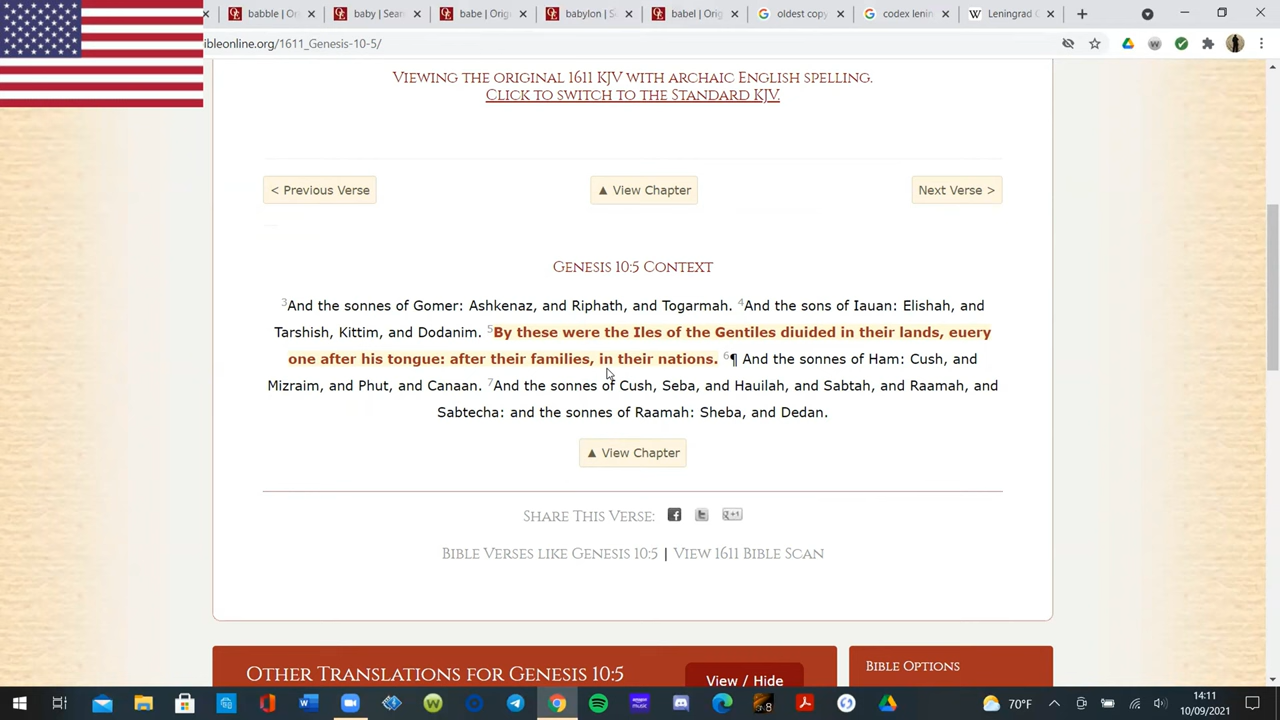 babble | O
baby | Sear
babe | Orig
babylon | S
babel | Orig
oldest copy
codex lenin
W Leningrad C
ibleonline.org/1611_Genesis-10-5/
Viewing the original 1611 KJV with archaic English spelling.
Click to switch to the Standard KJV.
< Previous Verse
▲ View Chapter
Next Verse >
Genesis 10:5 Context
3And the sonnes of Gomer: Ashkenaz, and Riphath, and Togarmah. 4And the sons of Iauan: Elishah, and
Tarshish, Kittim, and Dodanim. 5By these were the Iles of the Gentiles diuided in their lands, euery
one after his tongue: after their families, in their nations. 6¶ And the sonnes of Ham: Cush, and
Mizraim, and Phut, and Canaan. 7And the sonnes of Cush, Seba, and Hauilah, and Sabtah, and Raamah, and
Sabtecha: and the sonnes of Raamah: Sheba, and Dedan.
▲ View Chapter
Share This Verse:
Bible Verses like Genesis 10:5 | View 1611 Bible Scan
Other Translations for Genesis 10:5
View / Hide
Bible Options
70°F
14:11
10/09/2021